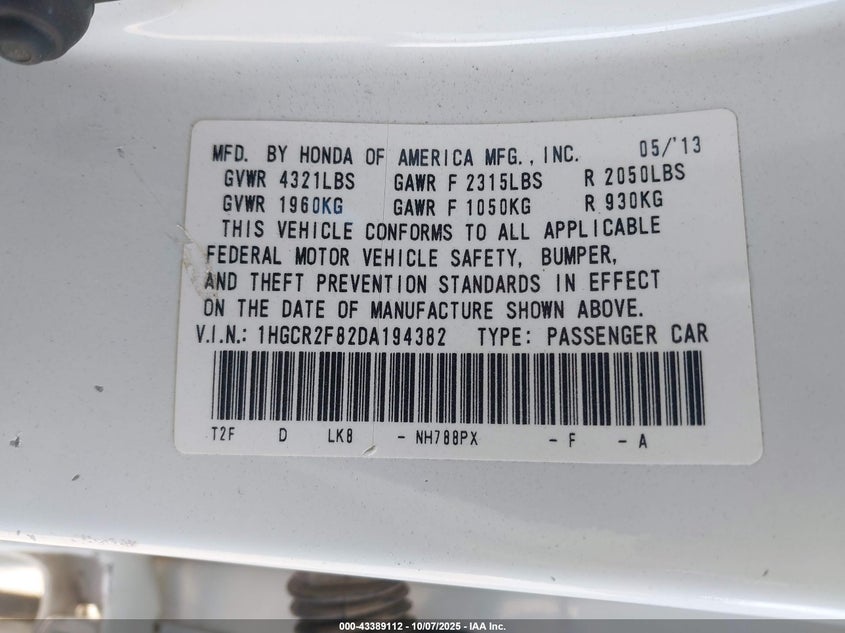 MFD. BY HONDA OF AMERICA MFG., INC. 05/'13
GVWR 4321LBS GAWR F 2315LBS R 2050LBS
GVWR 1960KG GAWR F 1050KG R 930KG
THIS VEHICLE CONFORMS TO ALL APPLICABLE
FEDERAL MOTOR VEHICLE SAFETY, BUMPER,
AND THEFT PREVENTION STANDARDS IN EFFECT
ON THE DATE OF MANUFACTURE SHOWN ABOVE.
V.I.N.: 1HGCR2F82DA194382 TYPE: PASSENGER CAR
T2F D LK8 - NH788PX - F - A
000-43389112 - 10/07/2025 - IAA Inc.